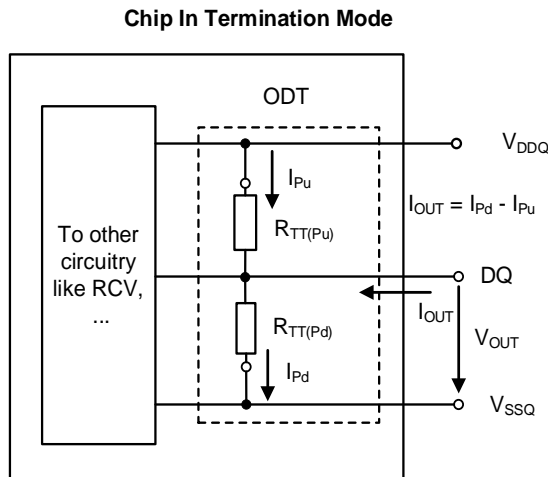 Chip In Termination Mode
ODT
V_DDQ
I_Pu
I_OUT = I_Pd - I_Pu
R_TT(Pu)
To other
circuitry
like RCV,
...
DQ
I_OUT
R_TT(Pd)
V_OUT
I_Pd
V_SSQ